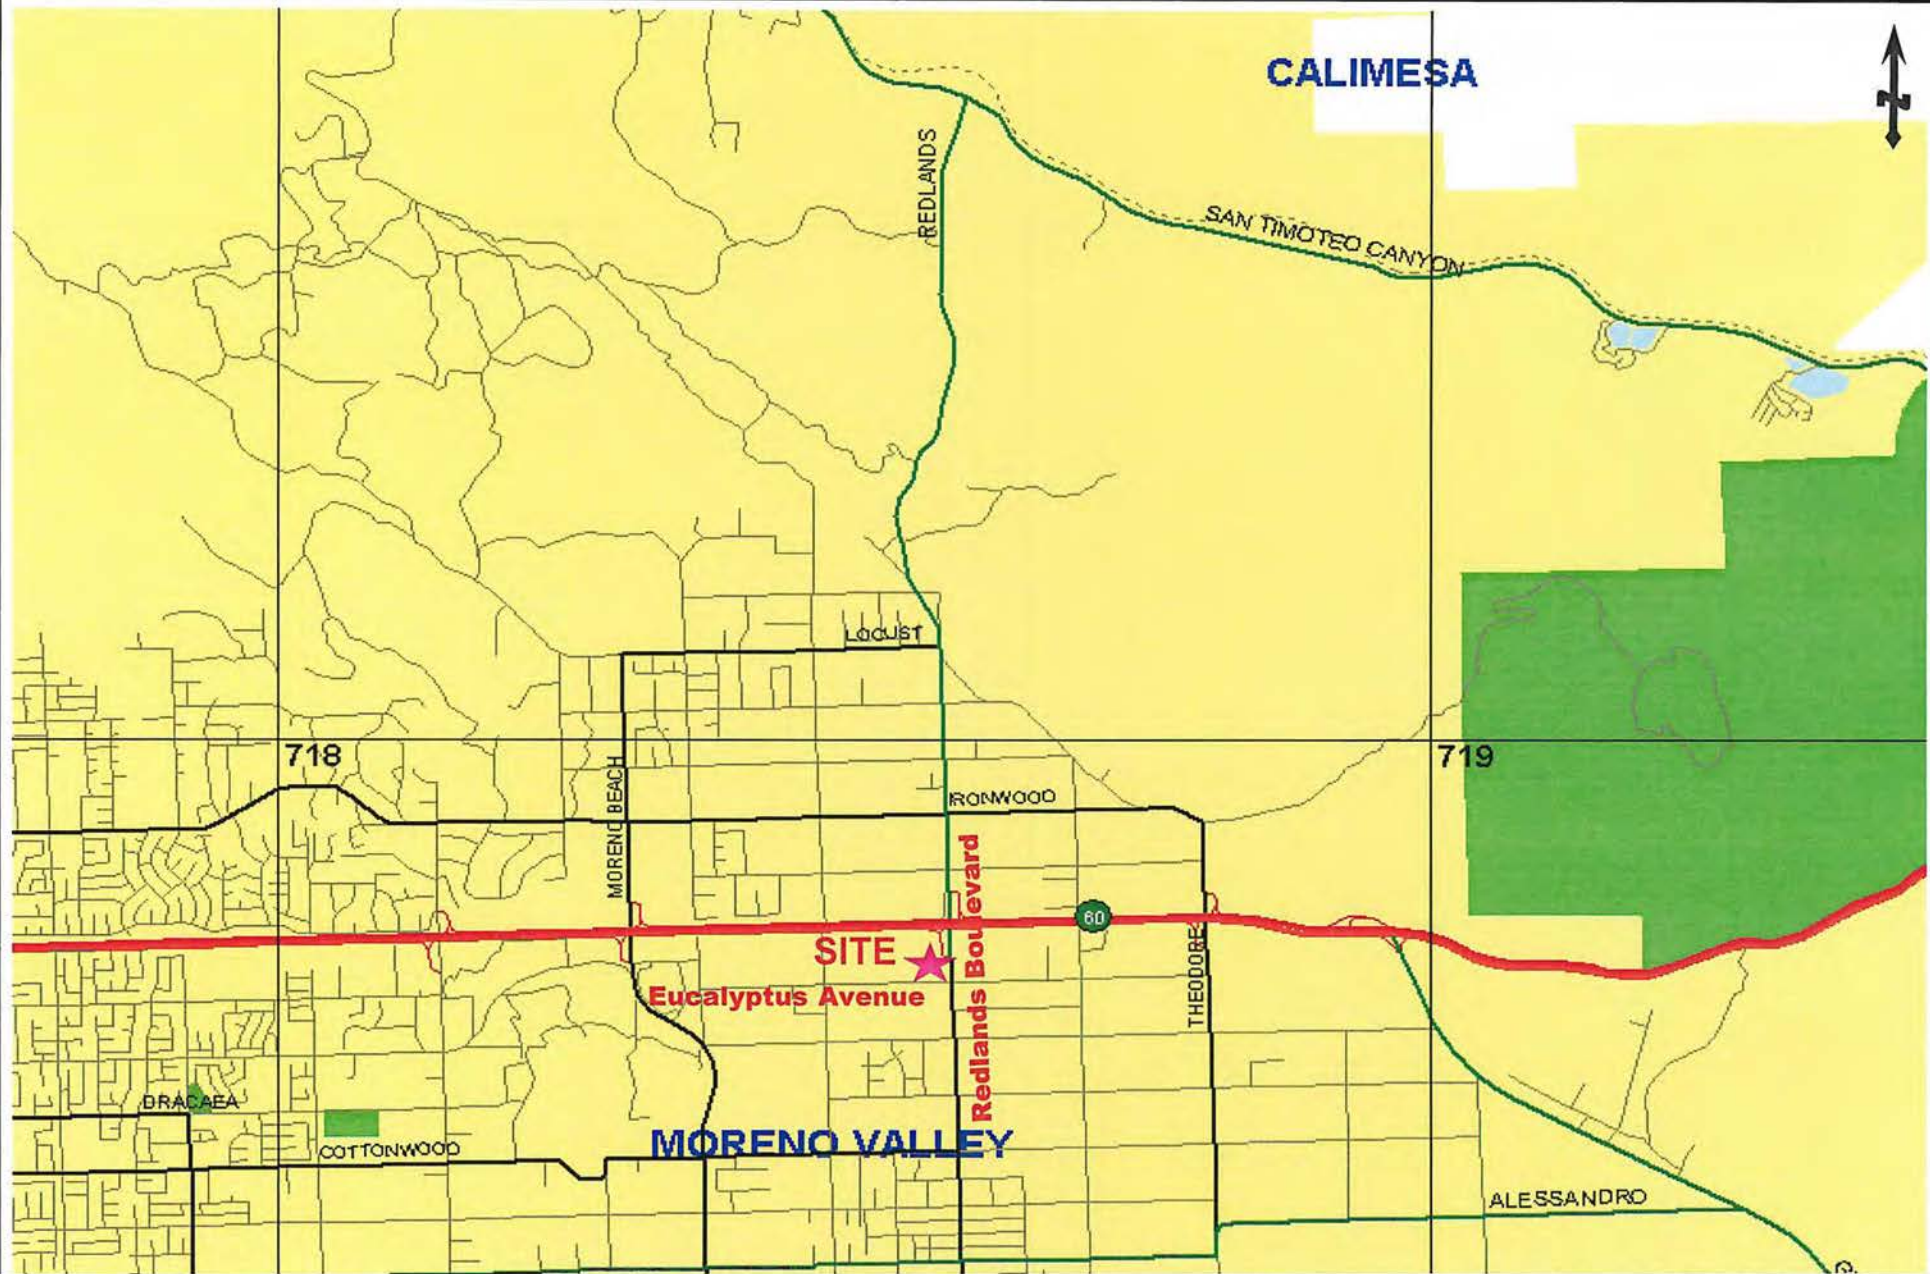 CALIMESA
REDLANDS
SAN TIMOTEO CANYON
LOCUST
718
719
MORENO BEACH
IRONWOOD
60
SITE
Redlands Boulevard
THEODORE
Eucalyptus Avenue
DRACAEA
COTTONWOOD
MORENO VALLEY
ALESSANDRO